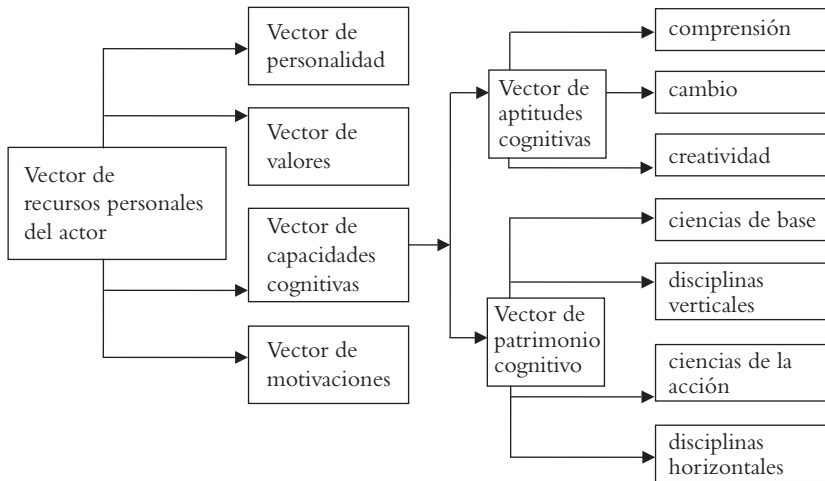 Vector de
recursos personales
del actor
Vector de
personalidad
Vector de
valores
Vector de
capacidades
cognitivas
Vector de
motivaciones
Vector de
aptitudes
cognitivas
Vector de
patrimonio
cognitivo
comprensión
cambio
creatividad
ciencias de base
disciplinas
verticales
ciencias de la
acción
disciplinas
horizontales